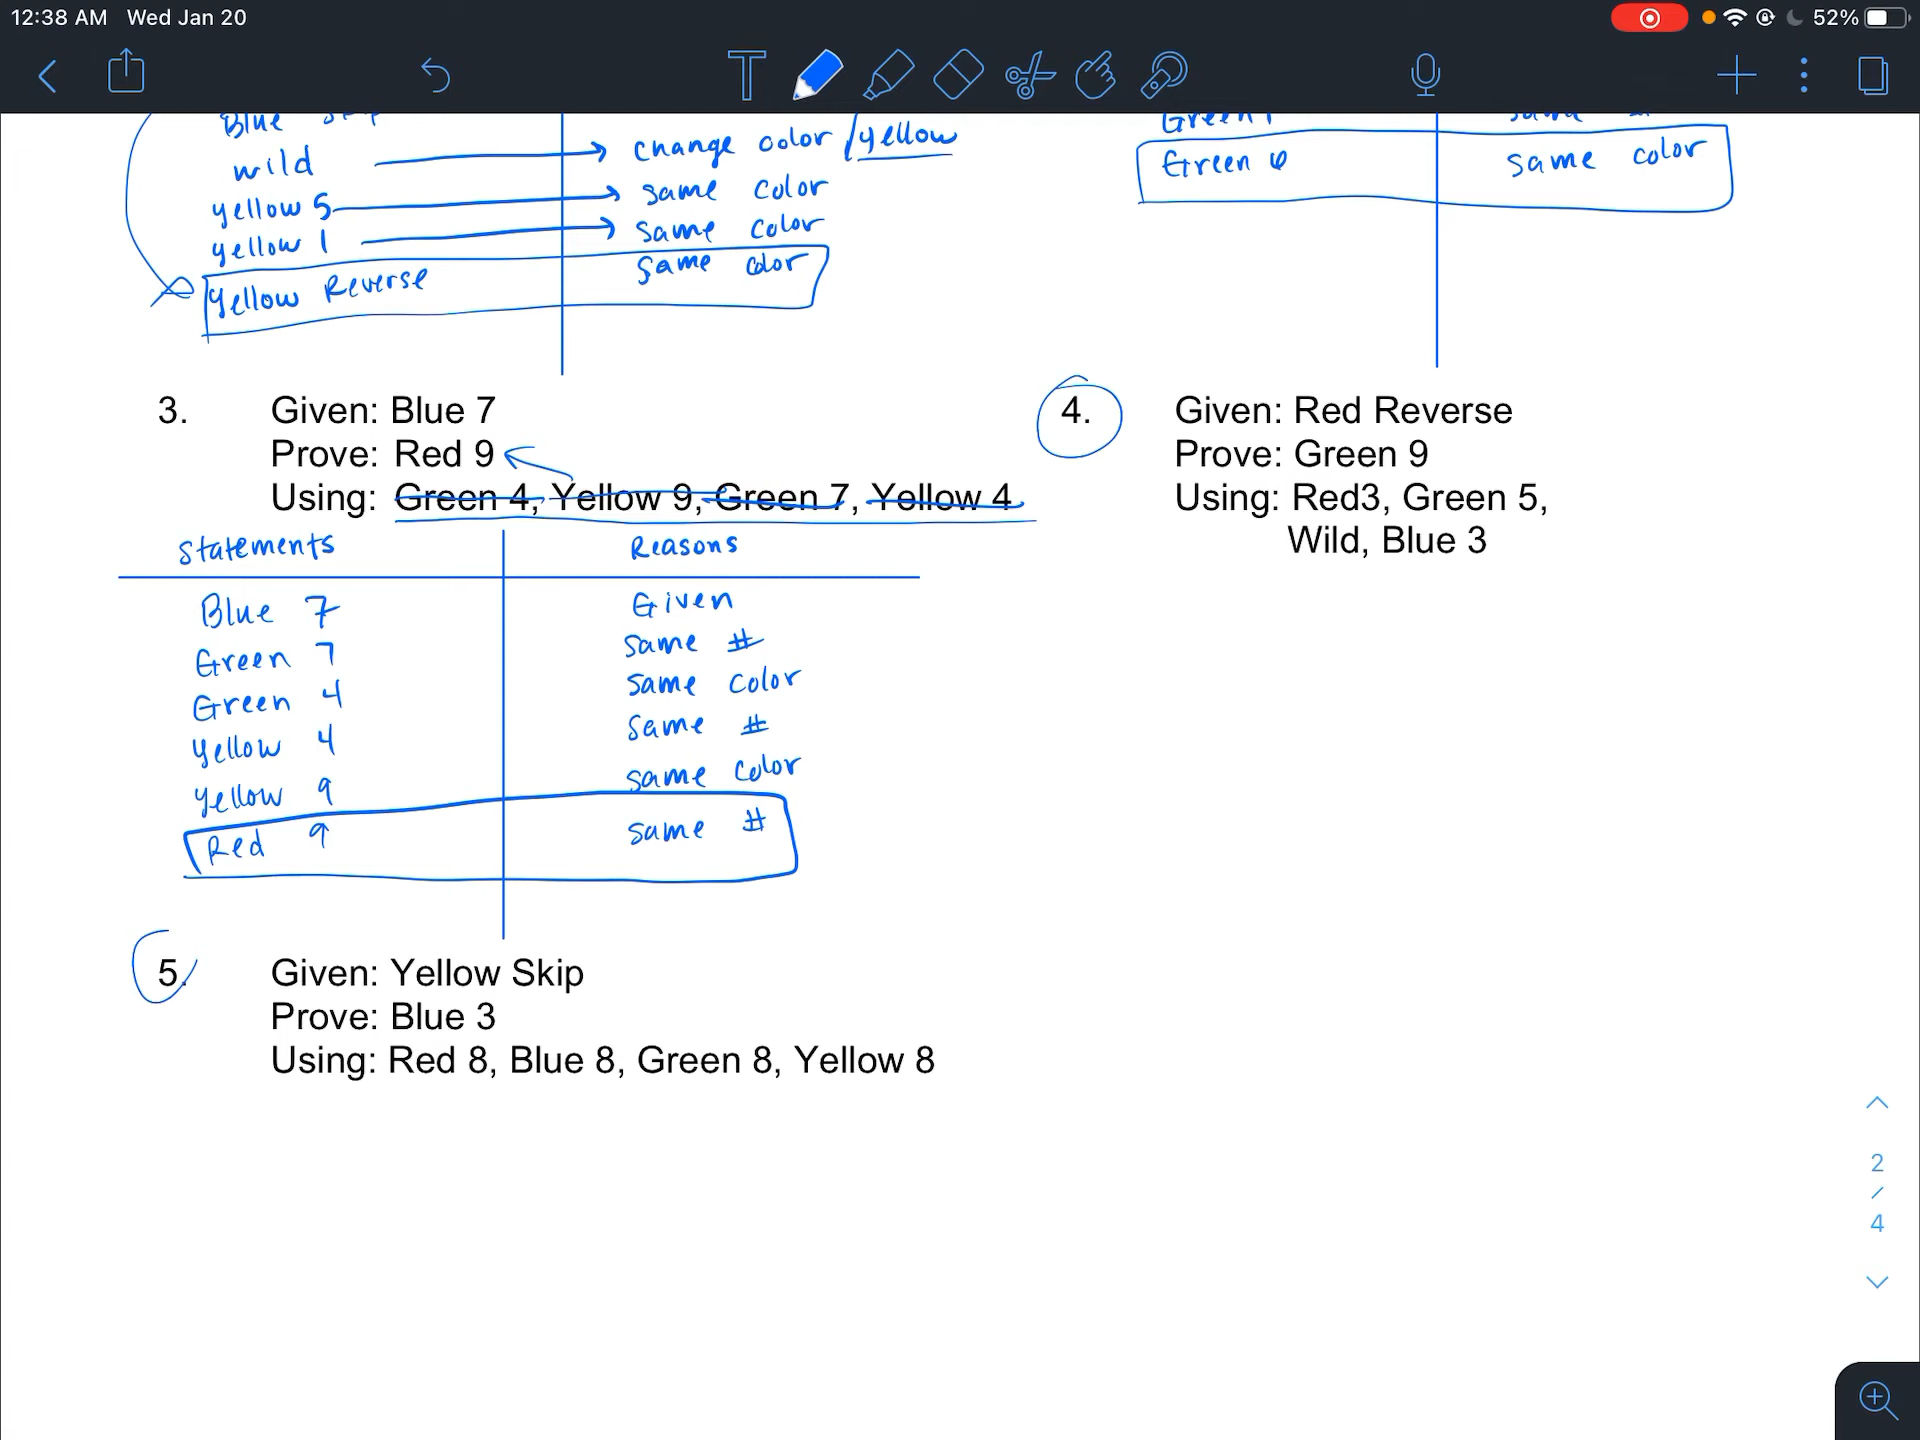 12:38 AM Wed Jan 20
52%
Blue
wild
change color / yellow
yellow 5
same color
yellow 1
same color
yellow Reverse
same color
Green 6
same color
3. Given: Blue 7
Prove: Red 9
Using: Green 4, Yellow 9, Green 7, Yellow 4
Statements
Reasons
Blue 7
Given
Green 7
same #
Green 4
same color
yellow 4
same #
yellow 9
same color
Red 9
same #
4. Given: Red Reverse
Prove: Green 9
Using: Red3, Green 5,
Wild, Blue 3
5. Given: Yellow Skip
Prove: Blue 3
Using: Red 8, Blue 8, Green 8, Yellow 8
2
/
4